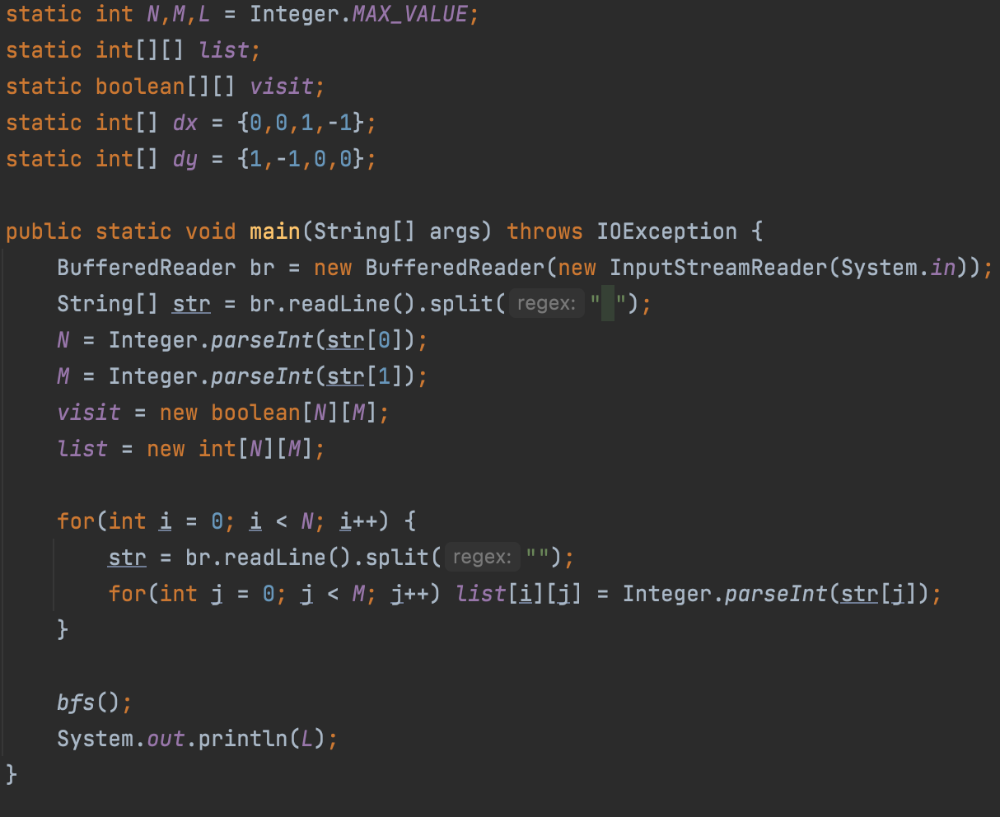 static int N,M,L = Integer.MAX_VALUE;
static int[][] list;
static boolean[][] visit;
static int[] dx = {0,0,1,-1};
static int[] dy = {1,-1,0,0};
public static void main(String[] args) throws IOException {
BufferedReader br = new BufferedReader(new InputStreamReader(System.in));
String[] str = br.readLine().split( regex: " ");
N = Integer.parseInt(str[0]);
M = Integer.parseInt(str[1]);
visit = new boolean[N][M];
list = new int[N][M];
for(int i = 0; i < N; i++) {
str = br.readLine().split( regex: "");
for(int j = 0; j < M; j++) list[i][j] = Integer.parseInt(str[j]);
}
bfs();
System.out.println(L);
}